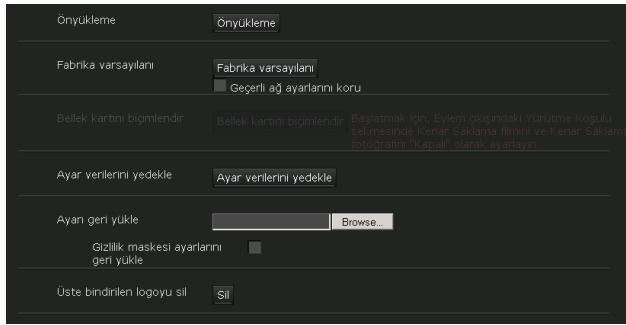 Önyükleme
Önyükleme
Fabrika varsayılanı
Fabrika varsayılanı
Geçerli ağ ayarlarını koru
Bellek kartını biçimlendir
Bellek kartını biçimlendir
Başlatmak için, Eylem çıkışındaki Yürütme Koşulu
sekmesinde Kenar Saklama filmini ve Kenar Saklama
fotoğrafını "Kapalı" olarak ayarlayın.
Ayar verilerini yedekle
Ayar verilerini yedekle
Ayarı geri yükle
Browse...
Gizlilik maskesi ayarlarını
geri yükle
Üste bindirilen logoyu sil
Sil